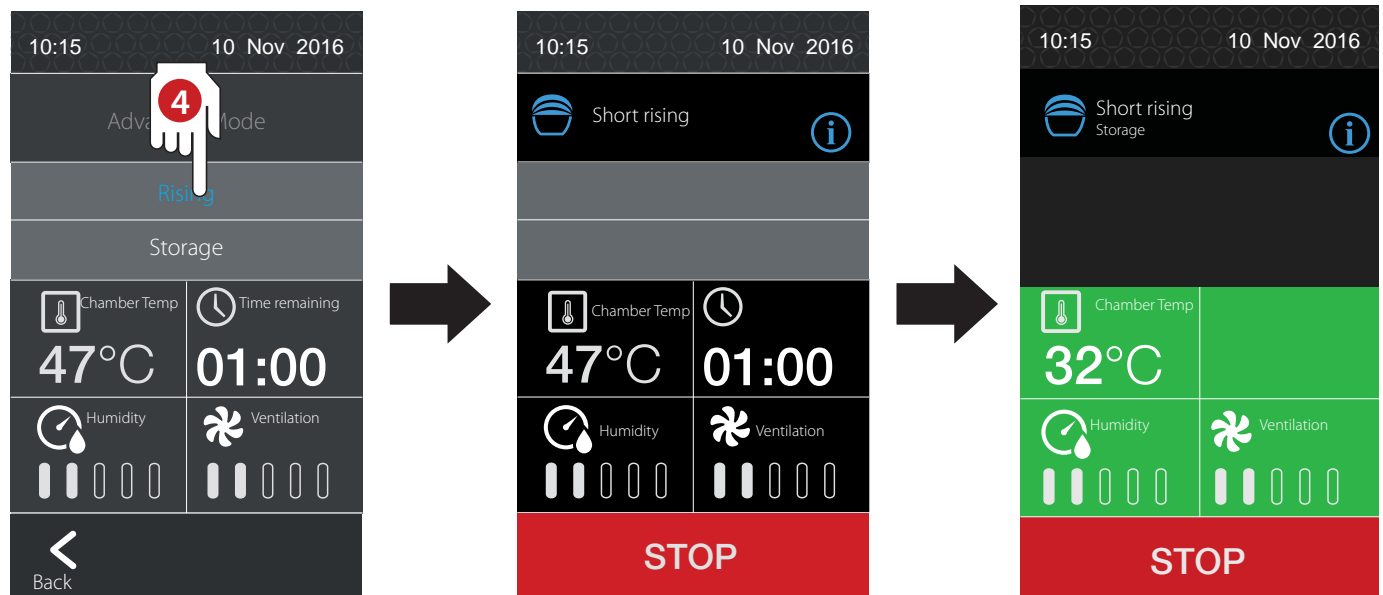 10:15 10 Nov 2016
4
Mode
Rising
Storage
Chamber Temp
Time remaining
47°C
01:00
Humidity
Ventilation
Back
10:15 10 Nov 2016
Short rising
i
Chamber Temp
47°C
01:00
Humidity
Ventilation
STOP
10:15 10 Nov 2016
Short rising
Storage
i
Chamber Temp
32°C
Humidity
Ventilation
STOP